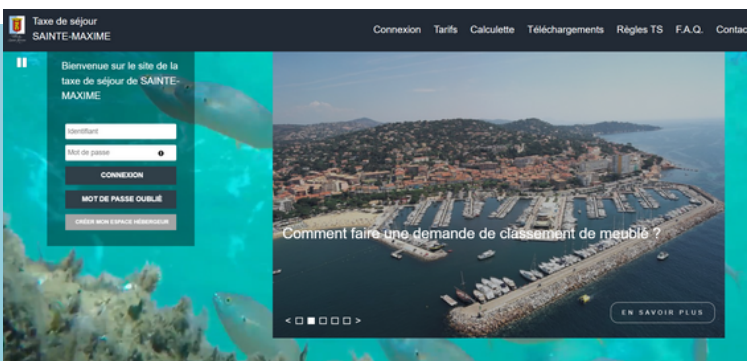 Taxe de séjour
SAINTE-MAXIME
Connexion Tarifs Calculette Téléchargements Règles TS F.A.Q. Contac
Bienvenue sur le site de la
taxe de séjour de SAINTE-
MAXIME
Identifiant
Mot de passe
CONNEXION
MOT DE PASSE OUBLIÉ
CRÉER MON ESPACE HÉBERGEUR
Comment faire une demande de classement de meublé ?
< >
EN SAVOIR PLUS